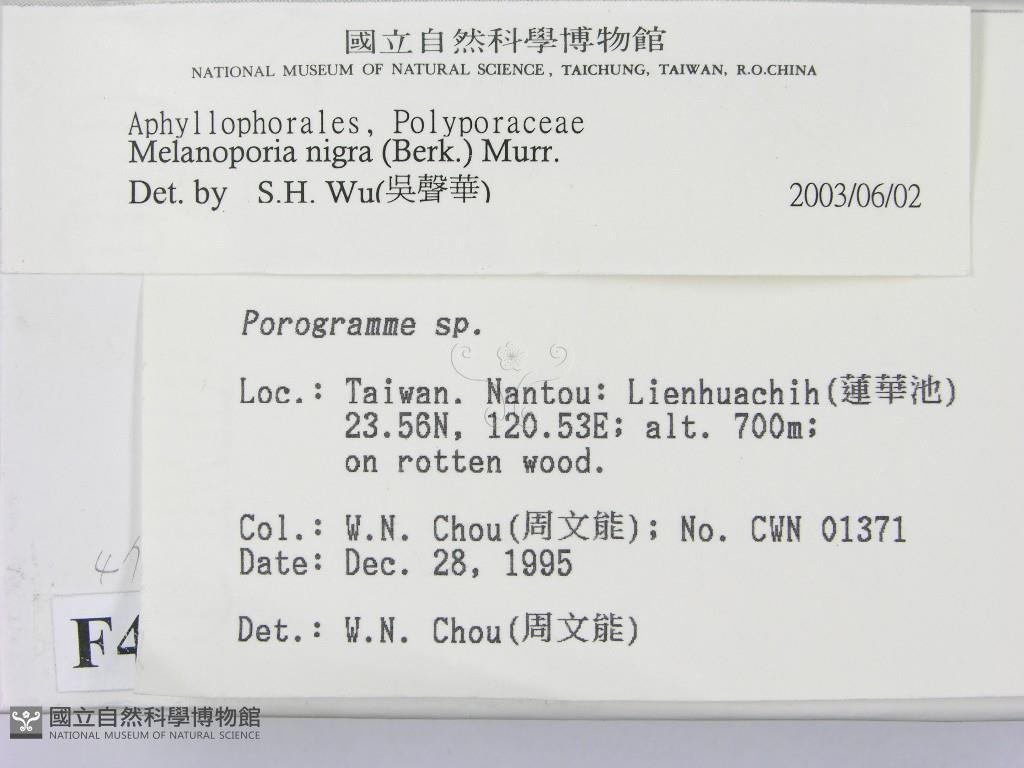 國立自然科學博物館
NATIONAL MUSEUM OF NATURAL SCIENCE, TAICHUNG, TAIWAN, R.O.CHINA
Aphyllophorales, Polyporaceae
Melanoporia nigra (Berk.) Murr.
Det. by S.H. Wu(吳聲華) 2003/06/02
Porogramme sp.
Loc.: Taiwan. Nantou: Lienhuachih(蓮華池)
23.56N, 120.53E; alt. 700m;
on rotten wood.
Col.: W.N. Chou(周文能); No. CWN 01371
Date: Dec. 28, 1995
Det.: W.N. Chou(周文能)
F4
國立自然科學博物館
NATIONAL MUSEUM OF NATURAL SCIENCE